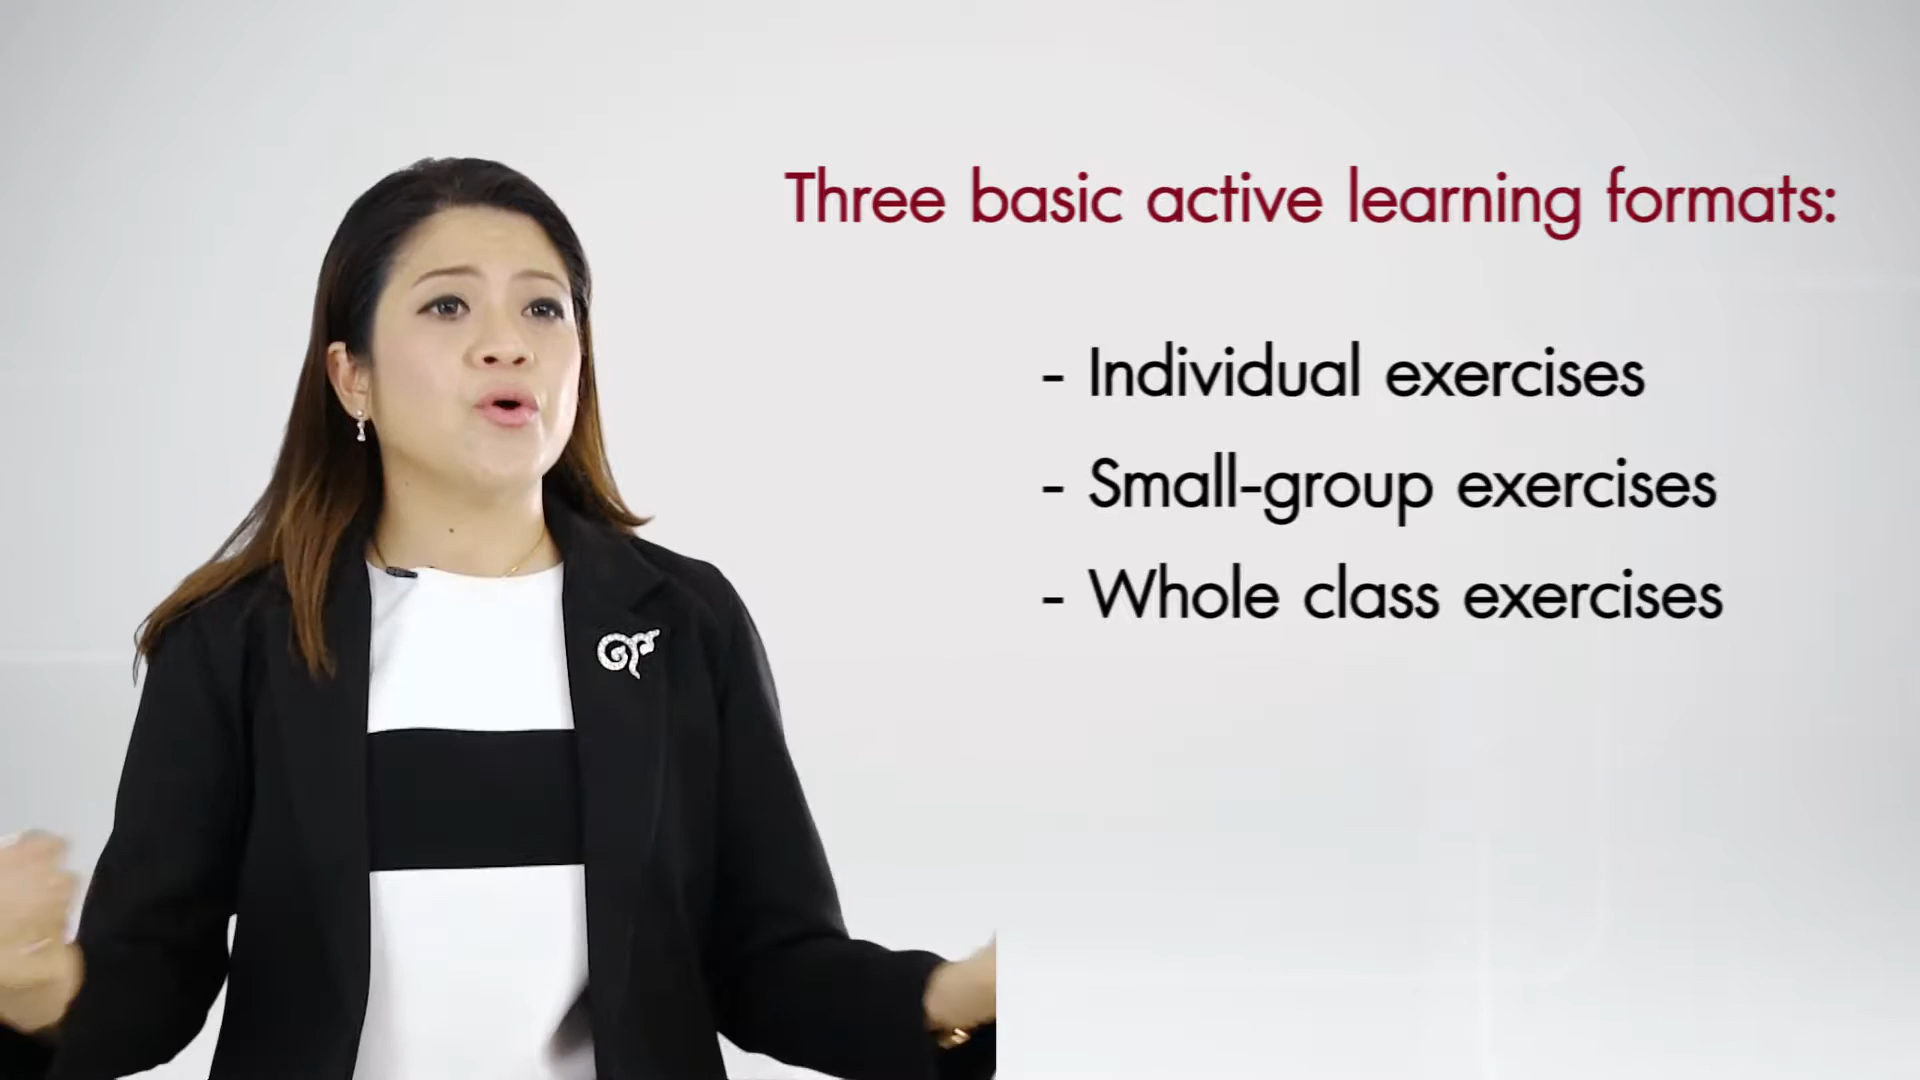 Three basic active learning formats:
- Individual exercises
- Small-group exercises
- Whole class exercises